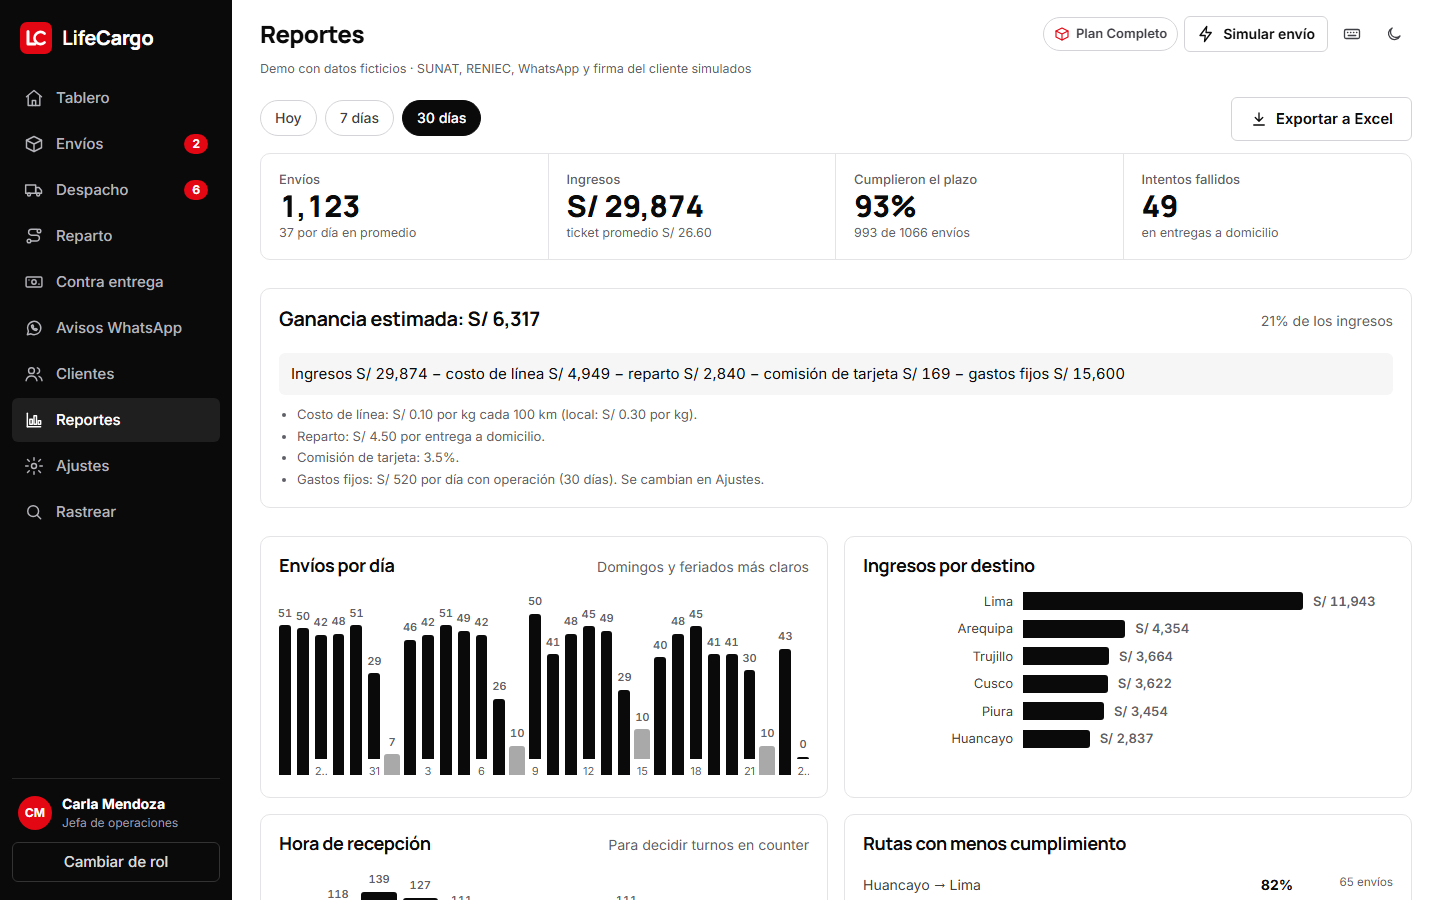 LC LifeCargo
Tablero
Envíos 2
Despacho 6
Reparto
Contra entrega
Avisos WhatsApp
Clientes
Reportes
Ajustes
Rastrear
CM Carla Mendoza
Jefa de operaciones
Cambiar de rol
Reportes
Plan Completo
Simular envío
Demo con datos ficticios · SUNAT, RENIEC, WhatsApp y firma del cliente simulados
Hoy 7 días 30 días
Exportar a Excel
Envíos
1,123
37 por día en promedio
Ingresos
S/ 29,874
ticket promedio S/ 26.60
Cumplieron el plazo
93%
993 de 1066 envíos
Intentos fallidos
49
en entregas a domicilio
Ganancia estimada: S/ 6,317
21% de los ingresos
Ingresos S/ 29,874 − costo de línea S/ 4,949 − reparto S/ 2,840 − comisión de tarjeta S/ 169 − gastos fijos S/ 15,600
• Costo de línea: S/ 0.10 por kg cada 100 km (local: S/ 0.30 por kg).
• Reparto: S/ 4.50 por entrega a domicilio.
• Comisión de tarjeta: 3.5%.
• Gastos fijos: S/ 520 por día con operación (30 días). Se cambian en Ajustes.
Envíos por día
Domingos y feriados más claros
51 50 42 48 51 29 7 46 42 51 49 42 26 10 50 41 48 45 49 29 10 40 48 45 41 41 30 10 43 0
2.. 31 3 6 9 12 15 18 21 2..
Ingresos por destino
Lima S/ 11,943
Arequipa S/ 4,354
Trujillo S/ 3,664
Cusco S/ 3,622
Piura S/ 3,454
Huancayo S/ 2,837
Hora de recepción
Para decidir turnos en counter
118 139 127 111 111
Rutas con menos cumplimiento
Huancayo → Lima 82% 65 envíos